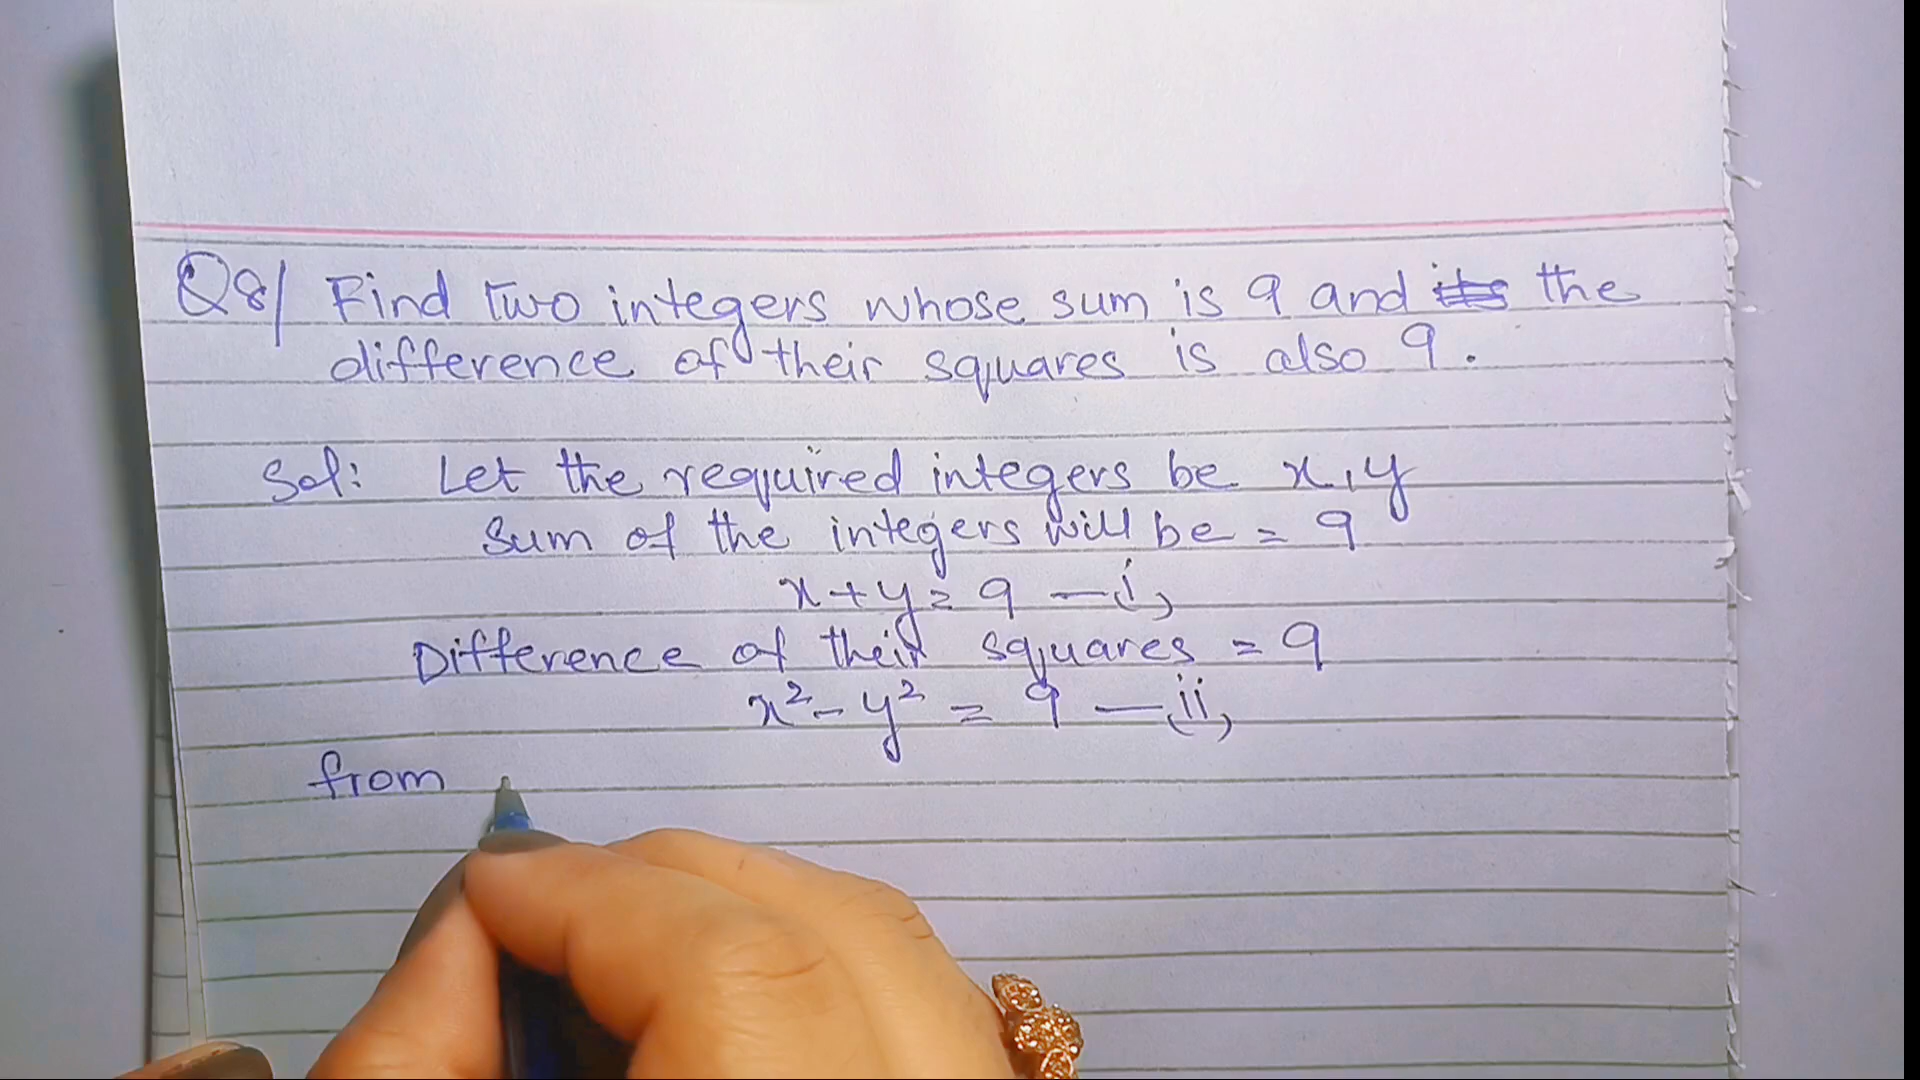 Q8/ Find two integers whose sum is 9 and the
difference of their squares is also 9.
Sol: Let the required integers be x, y
Sum of the integers will be = 9
x + y = 9 — i,
Difference of their squares = 9
x² - y² = 9 — ii,
from